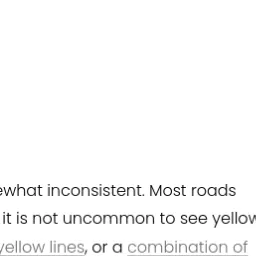 ewhat inconsistent. Most roads
it is not uncommon to see yellow
yellow lines, or a combination of